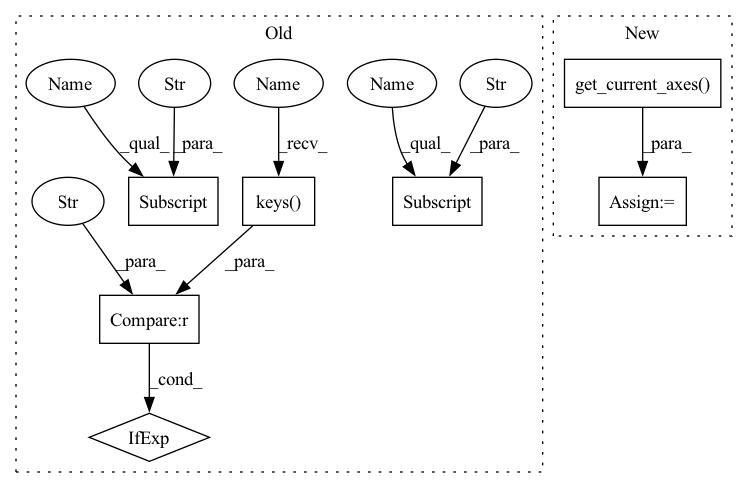 Old
New
Name
Str
Name
Name
Str
get_current_axes()
_qual_
_para_
_recv_
_qual_
_para_
_para_
Str
Subscript
keys()
Subscript
Assign:=
_para_
_para_
Compare:r
_cond_
IfExp